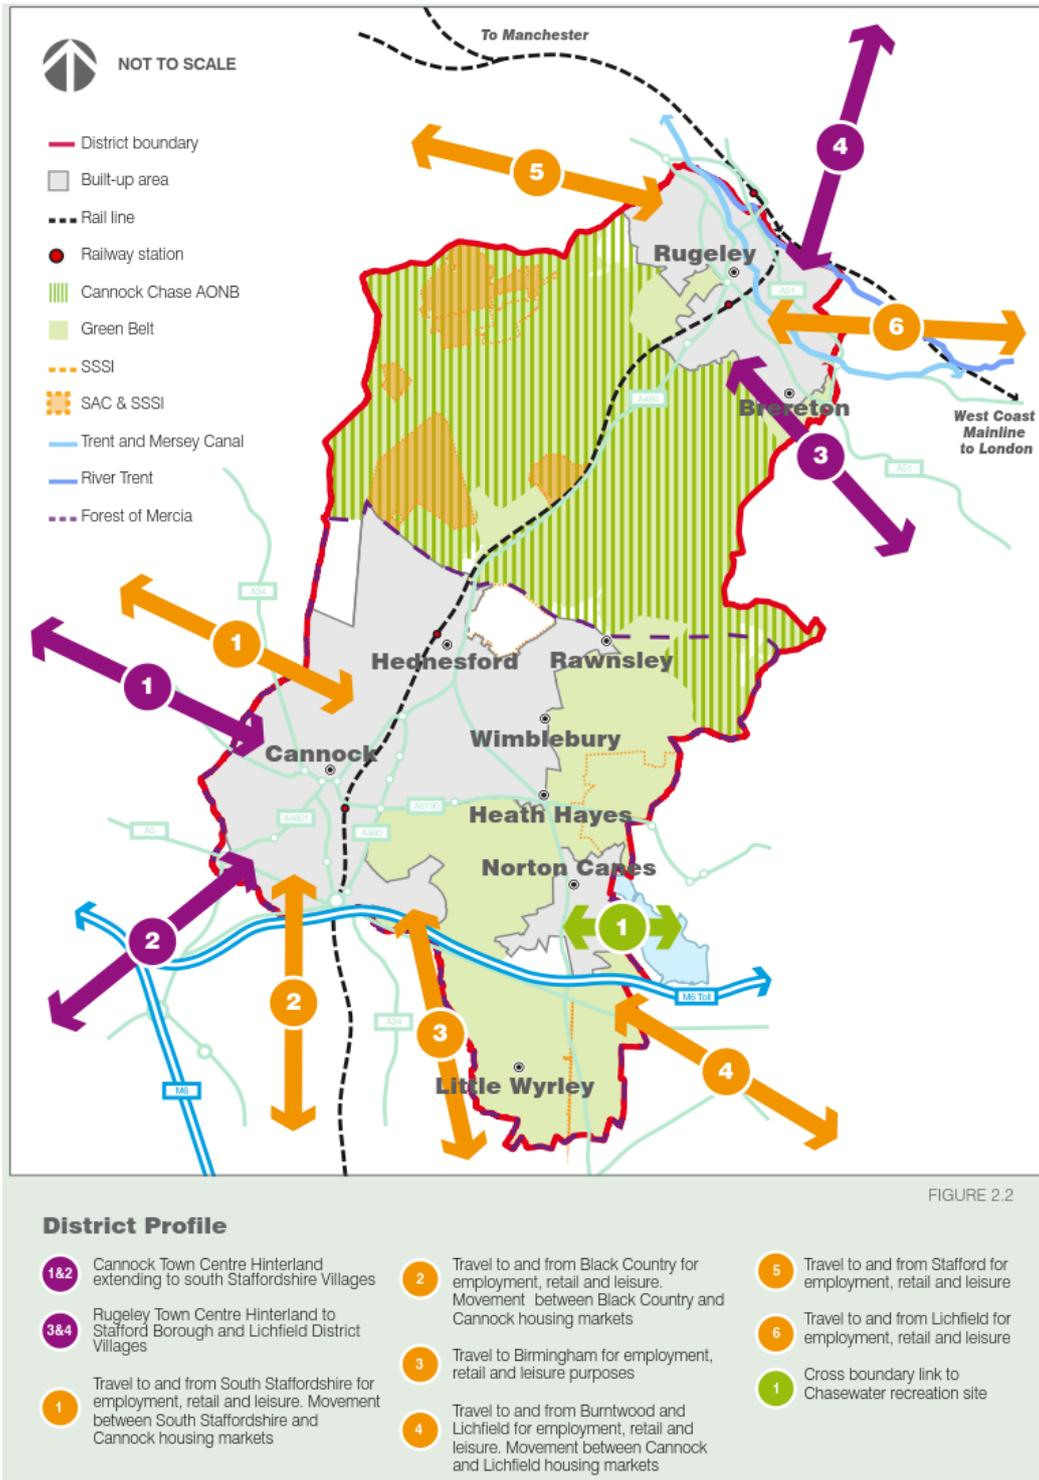 To Manchester
NOT TO SCALE
District boundary
Built-up area
Rail line
Railway station
Cannock Chase AONB
Green Belt
SSSI
SAC & SSSI
Trent and Mersey Canal
River Trent
Forest of Mercia
4
5
Rugeley
A51
6
A460
Brereton
West Coast
Mainline
to London
3
A51
A34
1
1
Hednesford
Rawnsley
Wimblebury
Cannock
A5190
Heath Hayes
A4601
A460
A5
Norton Canes
1
2
M6 Toll
2
3
A34
4
M6
Little Wyrley
FIGURE 2.2
District Profile
1&2
Cannock Town Centre Hinterland
extending to south Staffordshire Villages
3&4
Rugeley Town Centre Hinterland to
Stafford Borough and Lichfield District
Villages
1
Travel to and from South Staffordshire for
employment, retail and leisure. Movement
between South Staffordshire and
Cannock housing markets
2
Travel to and from Black Country for
employment, retail and leisure.
Movement between Black Country and
Cannock housing markets
3
Travel to Birmingham for employment,
retail and leisure purposes
4
Travel to and from Burntwood and
Lichfield for employment, retail and
leisure. Movement between Cannock
and Lichfield housing markets
5
Travel to and from Stafford for
employment, retail and leisure
6
Travel to and from Lichfield for
employment, retail and leisure
1
Cross boundary link to
Chasewater recreation site